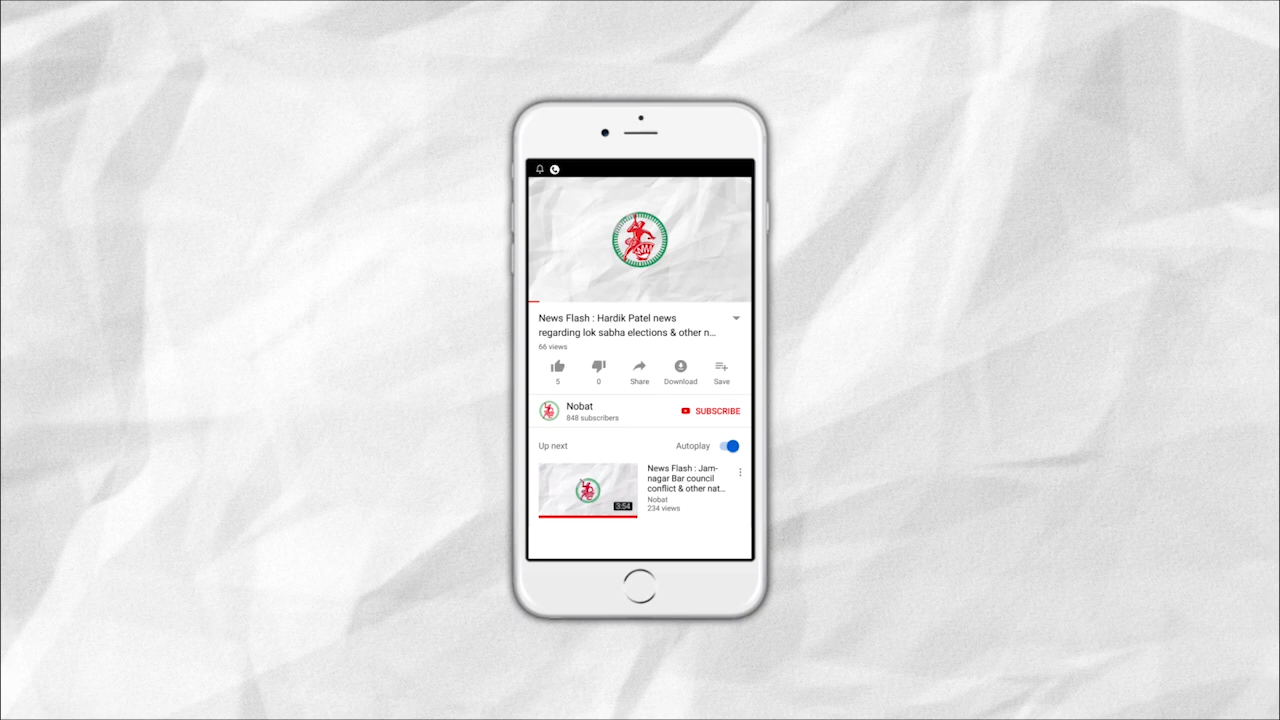 News Flash : Hardik Patel news
regarding lok sabha elections & other n...
66 views
5
0
Share
Download
Save
Nobat
848 subscribers
SUBSCRIBE
Up next
Autoplay
News Flash : Jam-
nagar Bar council
conflict & other nat...
Nobat
234 views
3:54